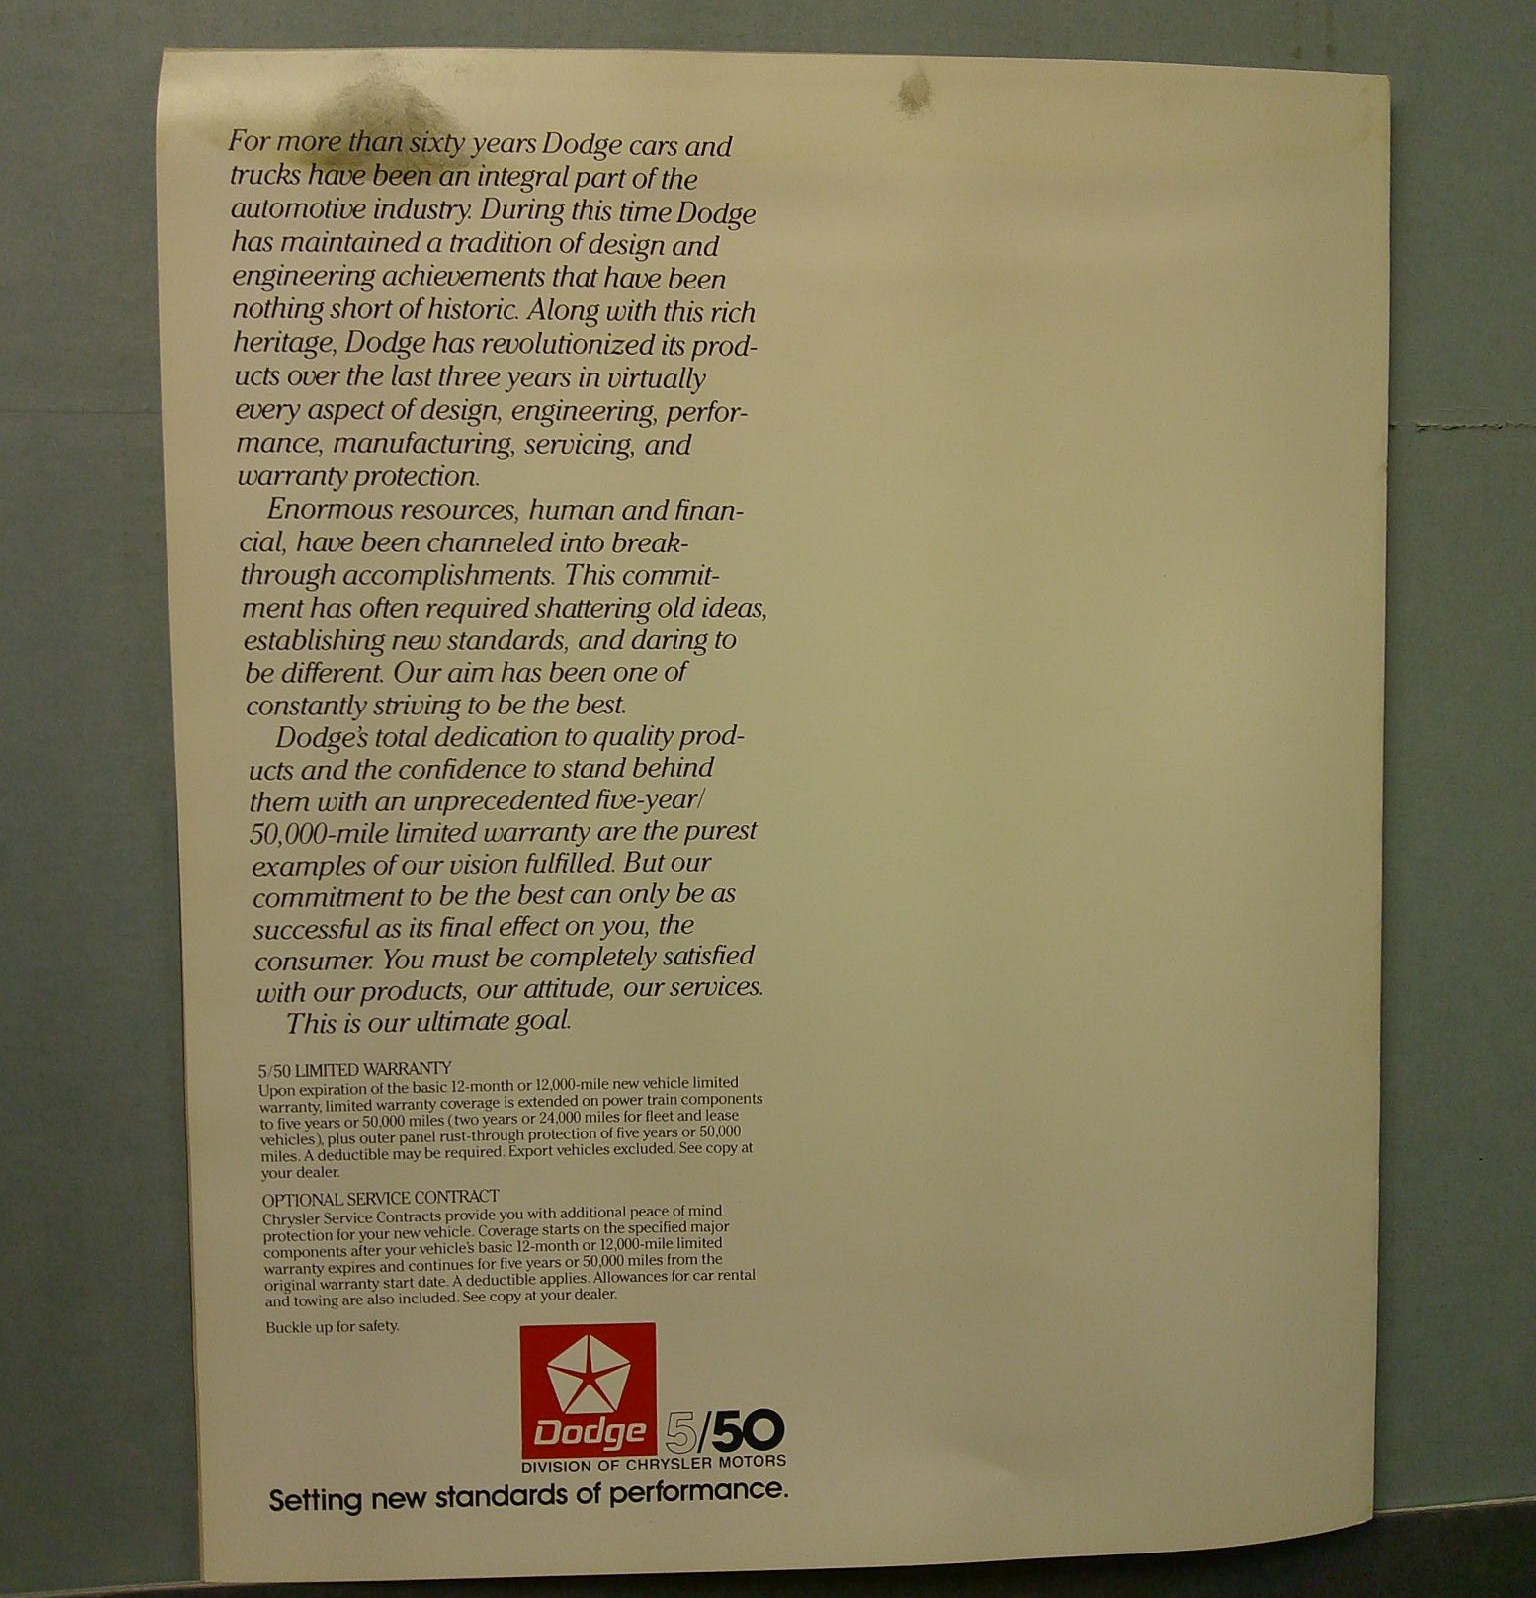 For more than sixty years Dodge cars and
trucks have been an integral part of the
automotive industry. During this time Dodge
has maintained a tradition of design and
engineering achievements that have been
nothing short of historic. Along with this rich
heritage, Dodge has revolutionized its prod-
ucts over the last three years in virtually
every aspect of design, engineering, perfor-
mance, manufacturing, servicing, and
warranty protection.
Enormous resources, human and finan-
cial, have been channeled into break-
through accomplishments. This commit-
ment has often required shattering old ideas,
establishing new standards, and daring to
be different. Our aim has been one of
constantly striving to be the best.
Dodge's total dedication to quality prod-
ucts and the confidence to stand behind
them with an unprecedented five-year/
50,000-mile limited warranty are the purest
examples of our vision fulfilled. But our
commitment to be the best can only be as
successful as its final effect on you, the
consumer. You must be completely satisfied
with our products, our attitude, our services.
This is our ultimate goal.
5/50 LIMITED WARRANTY
Upon expiration of the basic 12-month or 12,000-mile new vehicle limited
warranty, limited warranty coverage is extended on power train components
to five years or 50,000 miles (two years or 24,000 miles for fleet and lease
vehicles), plus outer panel rust-through protection of five years or 50,000
miles. A deductible may be required. Export vehicles excluded. See copy at
your dealer.
OPTIONAL SERVICE CONTRACT
Chrysler Service Contracts provide you with additional peace of mind
protection for your new vehicle. Coverage starts on the specified major
components after your vehicle's basic 12-month or 12,000-mile limited
warranty expires and continues for five years or 50,000 miles from the
original warranty start date. A deductible applies. Allowances for car rental
and towing are also included. See copy at your dealer.
Buckle up for safety.
Dodge 5/50
DIVISION OF CHRYSLER MOTORS
Setting new standards of performance.